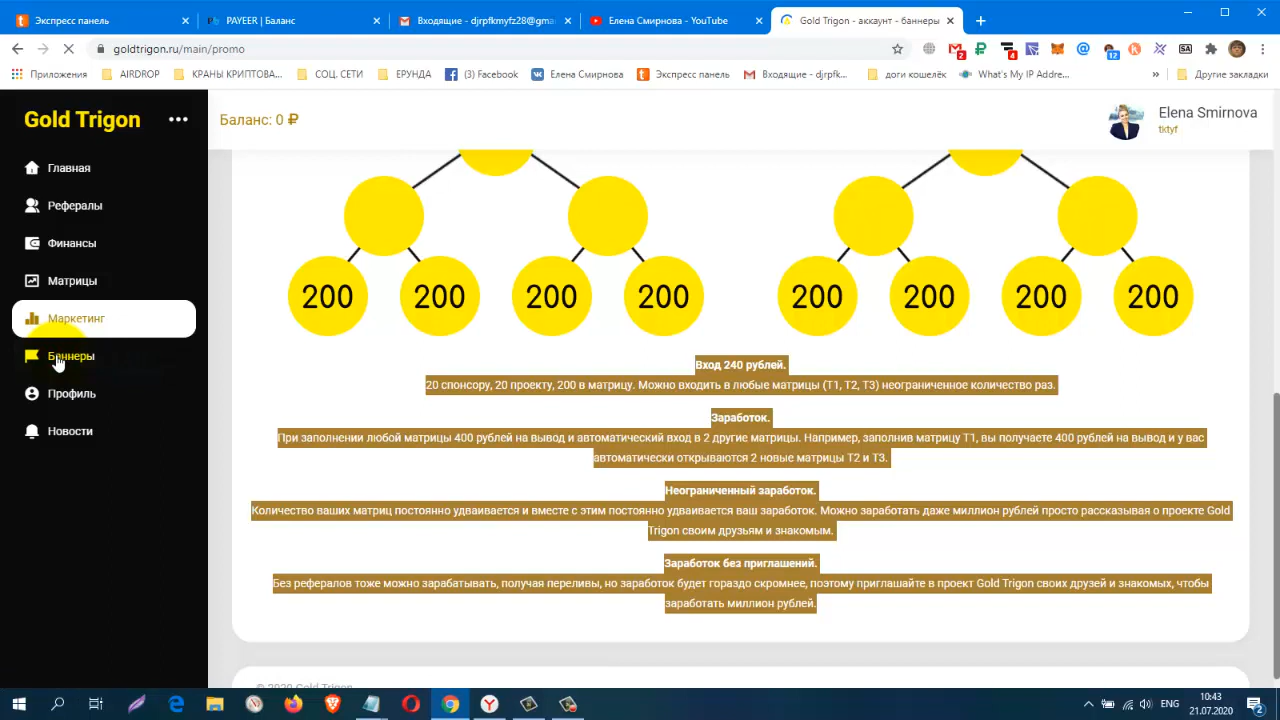 Экспресс панель
PAYEER | Баланс
Входящие - djrpfkmyfz28@gma
Елена Смирнова - YouTube
Gold Trigon - аккаунт - баннеры
goldtrigon.ru/main/promo
2
4
12
SA
Приложения
AIRDROP
КРАНЫ КРИПТОВА...
СОЦ. СЕТИ
ЕРУНДА
(3) Facebook
Елена Смирнова
Экспресс панель
Входящие - djrpfk...
доги кошелёк
What's My IP Addre...
»
Другие закладки
Gold Trigon
Баланс: 0 ₽
Elena Smirnova
tktyf
Главная
Рефералы
Финансы
Матрицы
Маркетинг
Баннеры
Профиль
Новости
200 200 200 200 200 200 200 200
Вход 240 рублей.
20 спонсору, 20 проекту, 200 в матрицу. Можно входить в любые матрицы (Т1, Т2, Т3) неограниченное количество раз.
Заработок.
При заполнении любой матрицы 400 рублей на вывод и автоматический вход в 2 другие матрицы. Например, заполнив матрицу Т1, вы получаете 400 рублей на вывод и у вас
автоматически открываются 2 новые матрицы Т2 и Т3.
Неограниченный заработок.
Количество ваших матриц постоянно удваивается и вместе с этим постоянно удваивается ваш заработок. Можно заработать даже миллион рублей просто рассказывая о проекте Gold
Trigon своим друзьям и знакомым.
Заработок без приглашений.
Без рефералов тоже можно зарабатывать, получая переливы, но заработок будет гораздо скромнее, поэтому приглашайте в проект Gold Trigon своих друзей и знакомых, чтобы
заработать миллион рублей.
© 2020 Gold Trigon
ENG
10:43
21.07.2020
2